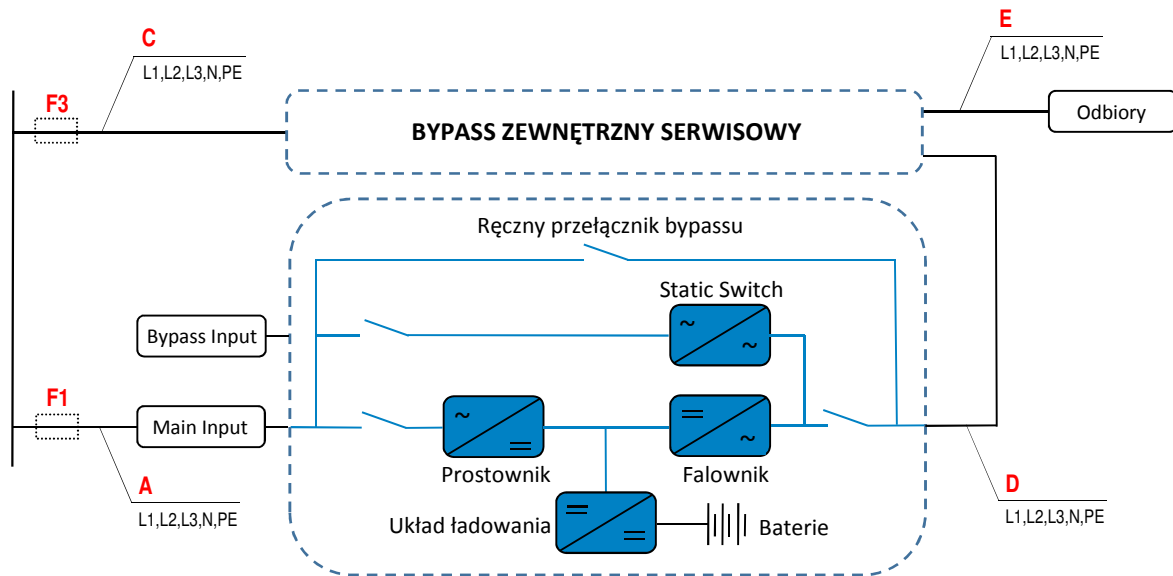 C
L1,L2,L3,N,PE
E
L1,L2,L3,N,PE
F3
BYPASS ZEWNĘTRZNY SERWISOWY
Odbiory
Ręczny przełącznik bypassu
Static Switch
~
~
Bypass Input
F1
Main Input
~
~
Prostownik
Falownik
A
L1,L2,L3,N,PE
D
L1,L2,L3,N,PE
Układ ładowania
Baterie